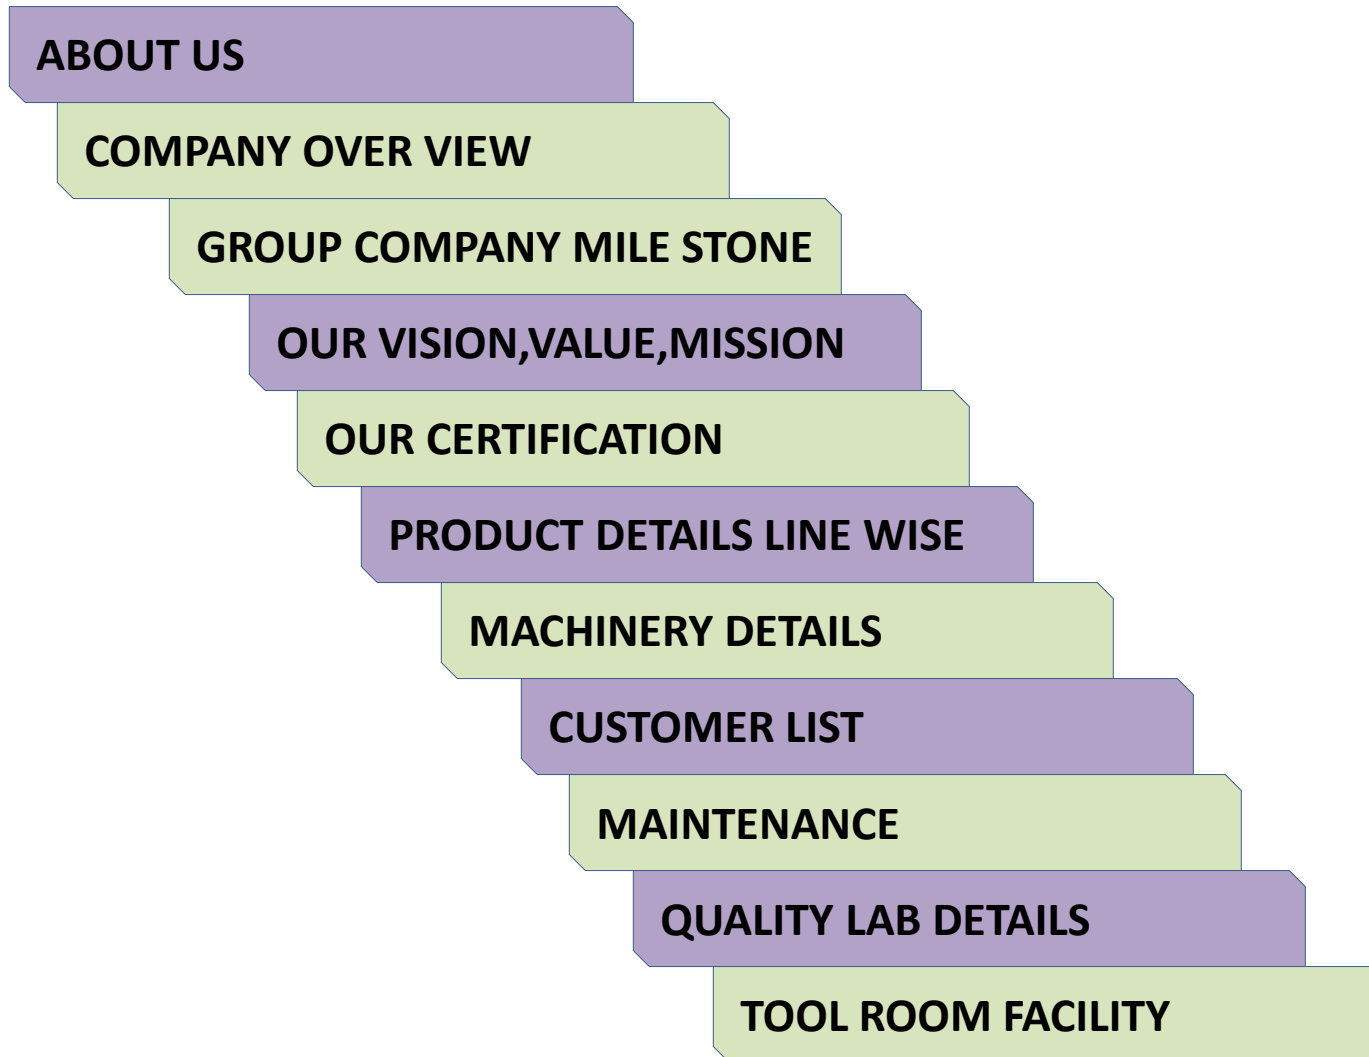 ABOUT US
COMPANY OVER VIEW
GROUP COMPANY MILE STONE
OUR VISION,VALUE,MISSION
OUR CERTIFICATION
PRODUCT DETAILS LINE WISE
MACHINERY DETAILS
CUSTOMER LIST
MAINTENANCE
QUALITY LAB DETAILS
TOOL ROOM FACILITY